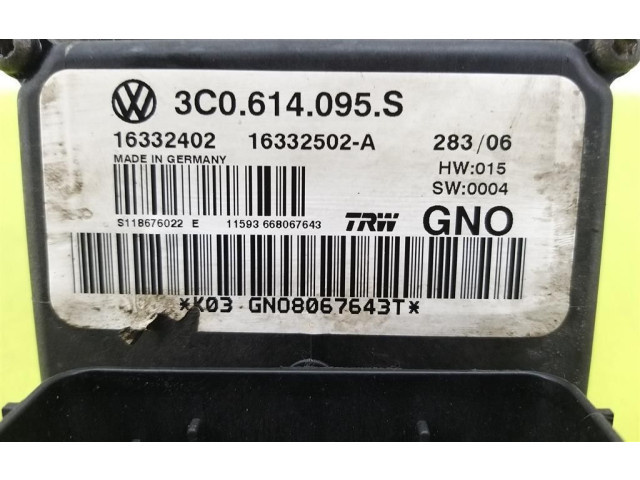 3C0.614.095.S
16332402 16332502-A 283/06
MADE IN GERMANY HW:015
SW:0004
S118676022 E 11593 668067643 TRW GNO
*K03 GNO8067643T*